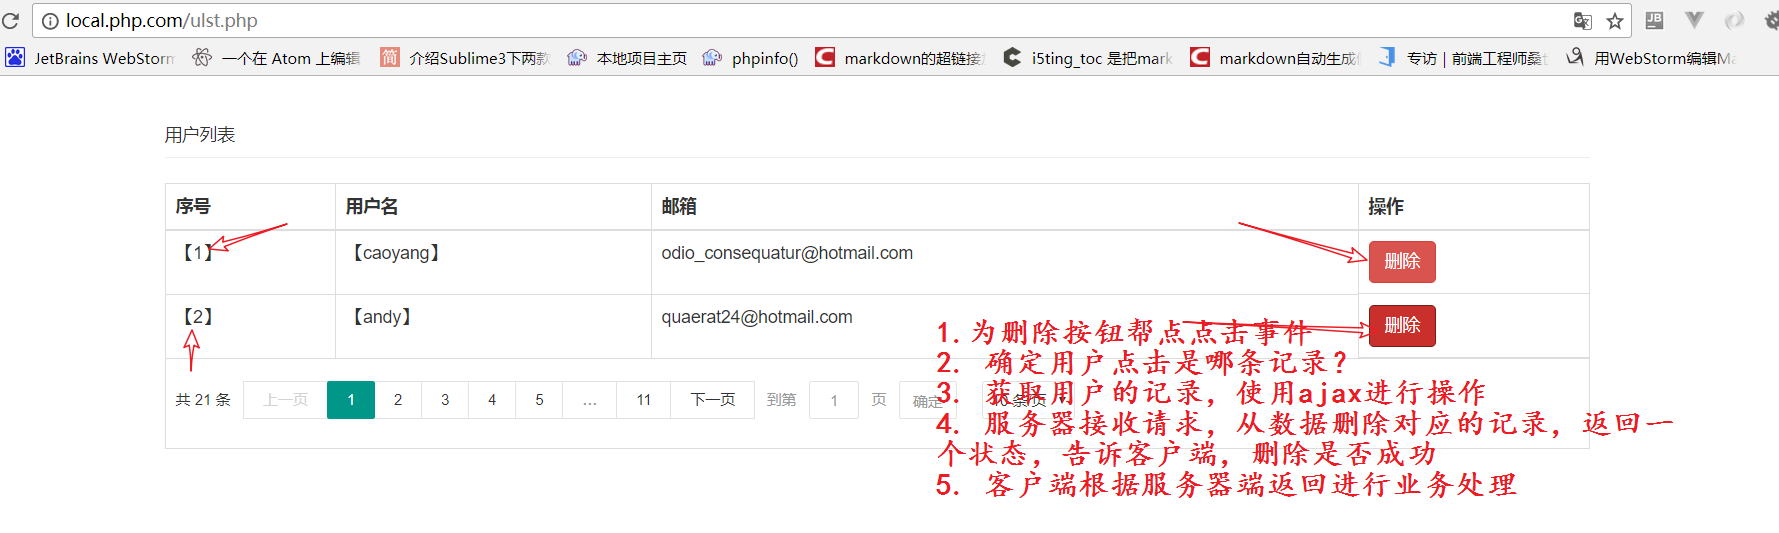 local.php.com/ulst.php
JetBrains WebStorm 一个在 Atom 上编辑 简 介绍Sublime3下两款 本地项目主页 phpinfo() markdown的超链接 i5ting_toc 是把mark markdown自动生成 专访 | 前端工程师桑 用WebStorm编辑Ma
用户列表
序号 用户名 邮箱 操作
【1】 【caoyang】 odio_consequatur@hotmail.com 删除
【2】 【andy】 quaerat24@hotmail.com 删除
1.为删除按钮帮点点击事件
2. 确定用户点击是哪条记录?
3. 获取用户的记录，使用ajax进行操作
共 21 条 上一页 1 2 3 4 5 … 11 下一页 到第 1 页 确定 条/页
4. 服务器接收请求，从数据删除对应的记录，返回一
个状态，告诉客户端，删除是否成功
5. 客户端根据服务器端返回进行业务处理